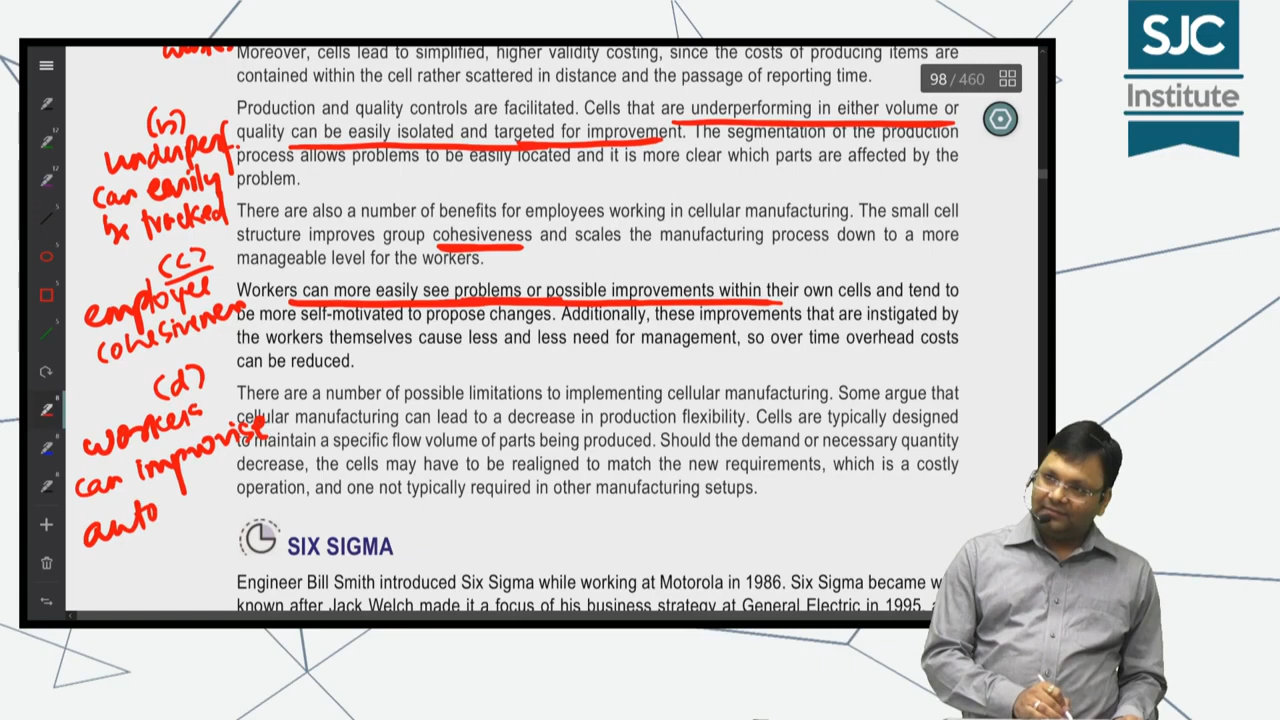 SJC
Institute
98 / 460
Moreover, cells lead to simplified, higher validity costing, since the costs of producing items are
contained within the cell rather scattered in distance and the passage of reporting time.
Production and quality controls are facilitated. Cells that are underperforming in either volume or
quality can be easily isolated and targeted for improvement. The segmentation of the production
process allows problems to be easily located and it is more clear which parts are affected by the
problem.
There are also a number of benefits for employees working in cellular manufacturing. The small cell
structure improves group cohesiveness and scales the manufacturing process down to a more
manageable level for the workers.
Workers can more easily see problems or possible improvements within their own cells and tend to
be more self-motivated to propose changes. Additionally, these improvements that are instigated by
the workers themselves cause less and less need for management, so over time overhead costs
can be reduced.
There are a number of possible limitations to implementing cellular manufacturing. Some argue that
cellular manufacturing can lead to a decrease in production flexibility. Cells are typically designed
to maintain a specific flow volume of parts being produced. Should the demand or necessary quantity
decrease, the cells may have to be realigned to match the new requirements, which is a costly
operation, and one not typically required in other manufacturing setups.
SIX SIGMA
Engineer Bill Smith introduced Six Sigma while working at Motorola in 1986. Six Sigma became
known after Jack Welch made it a focus of his business strategy at General Electric in 1995,
(b)
underperf.
can easily
be tracked
(c)
employee
cohesiveness
(d)
workers
can improvise
auto